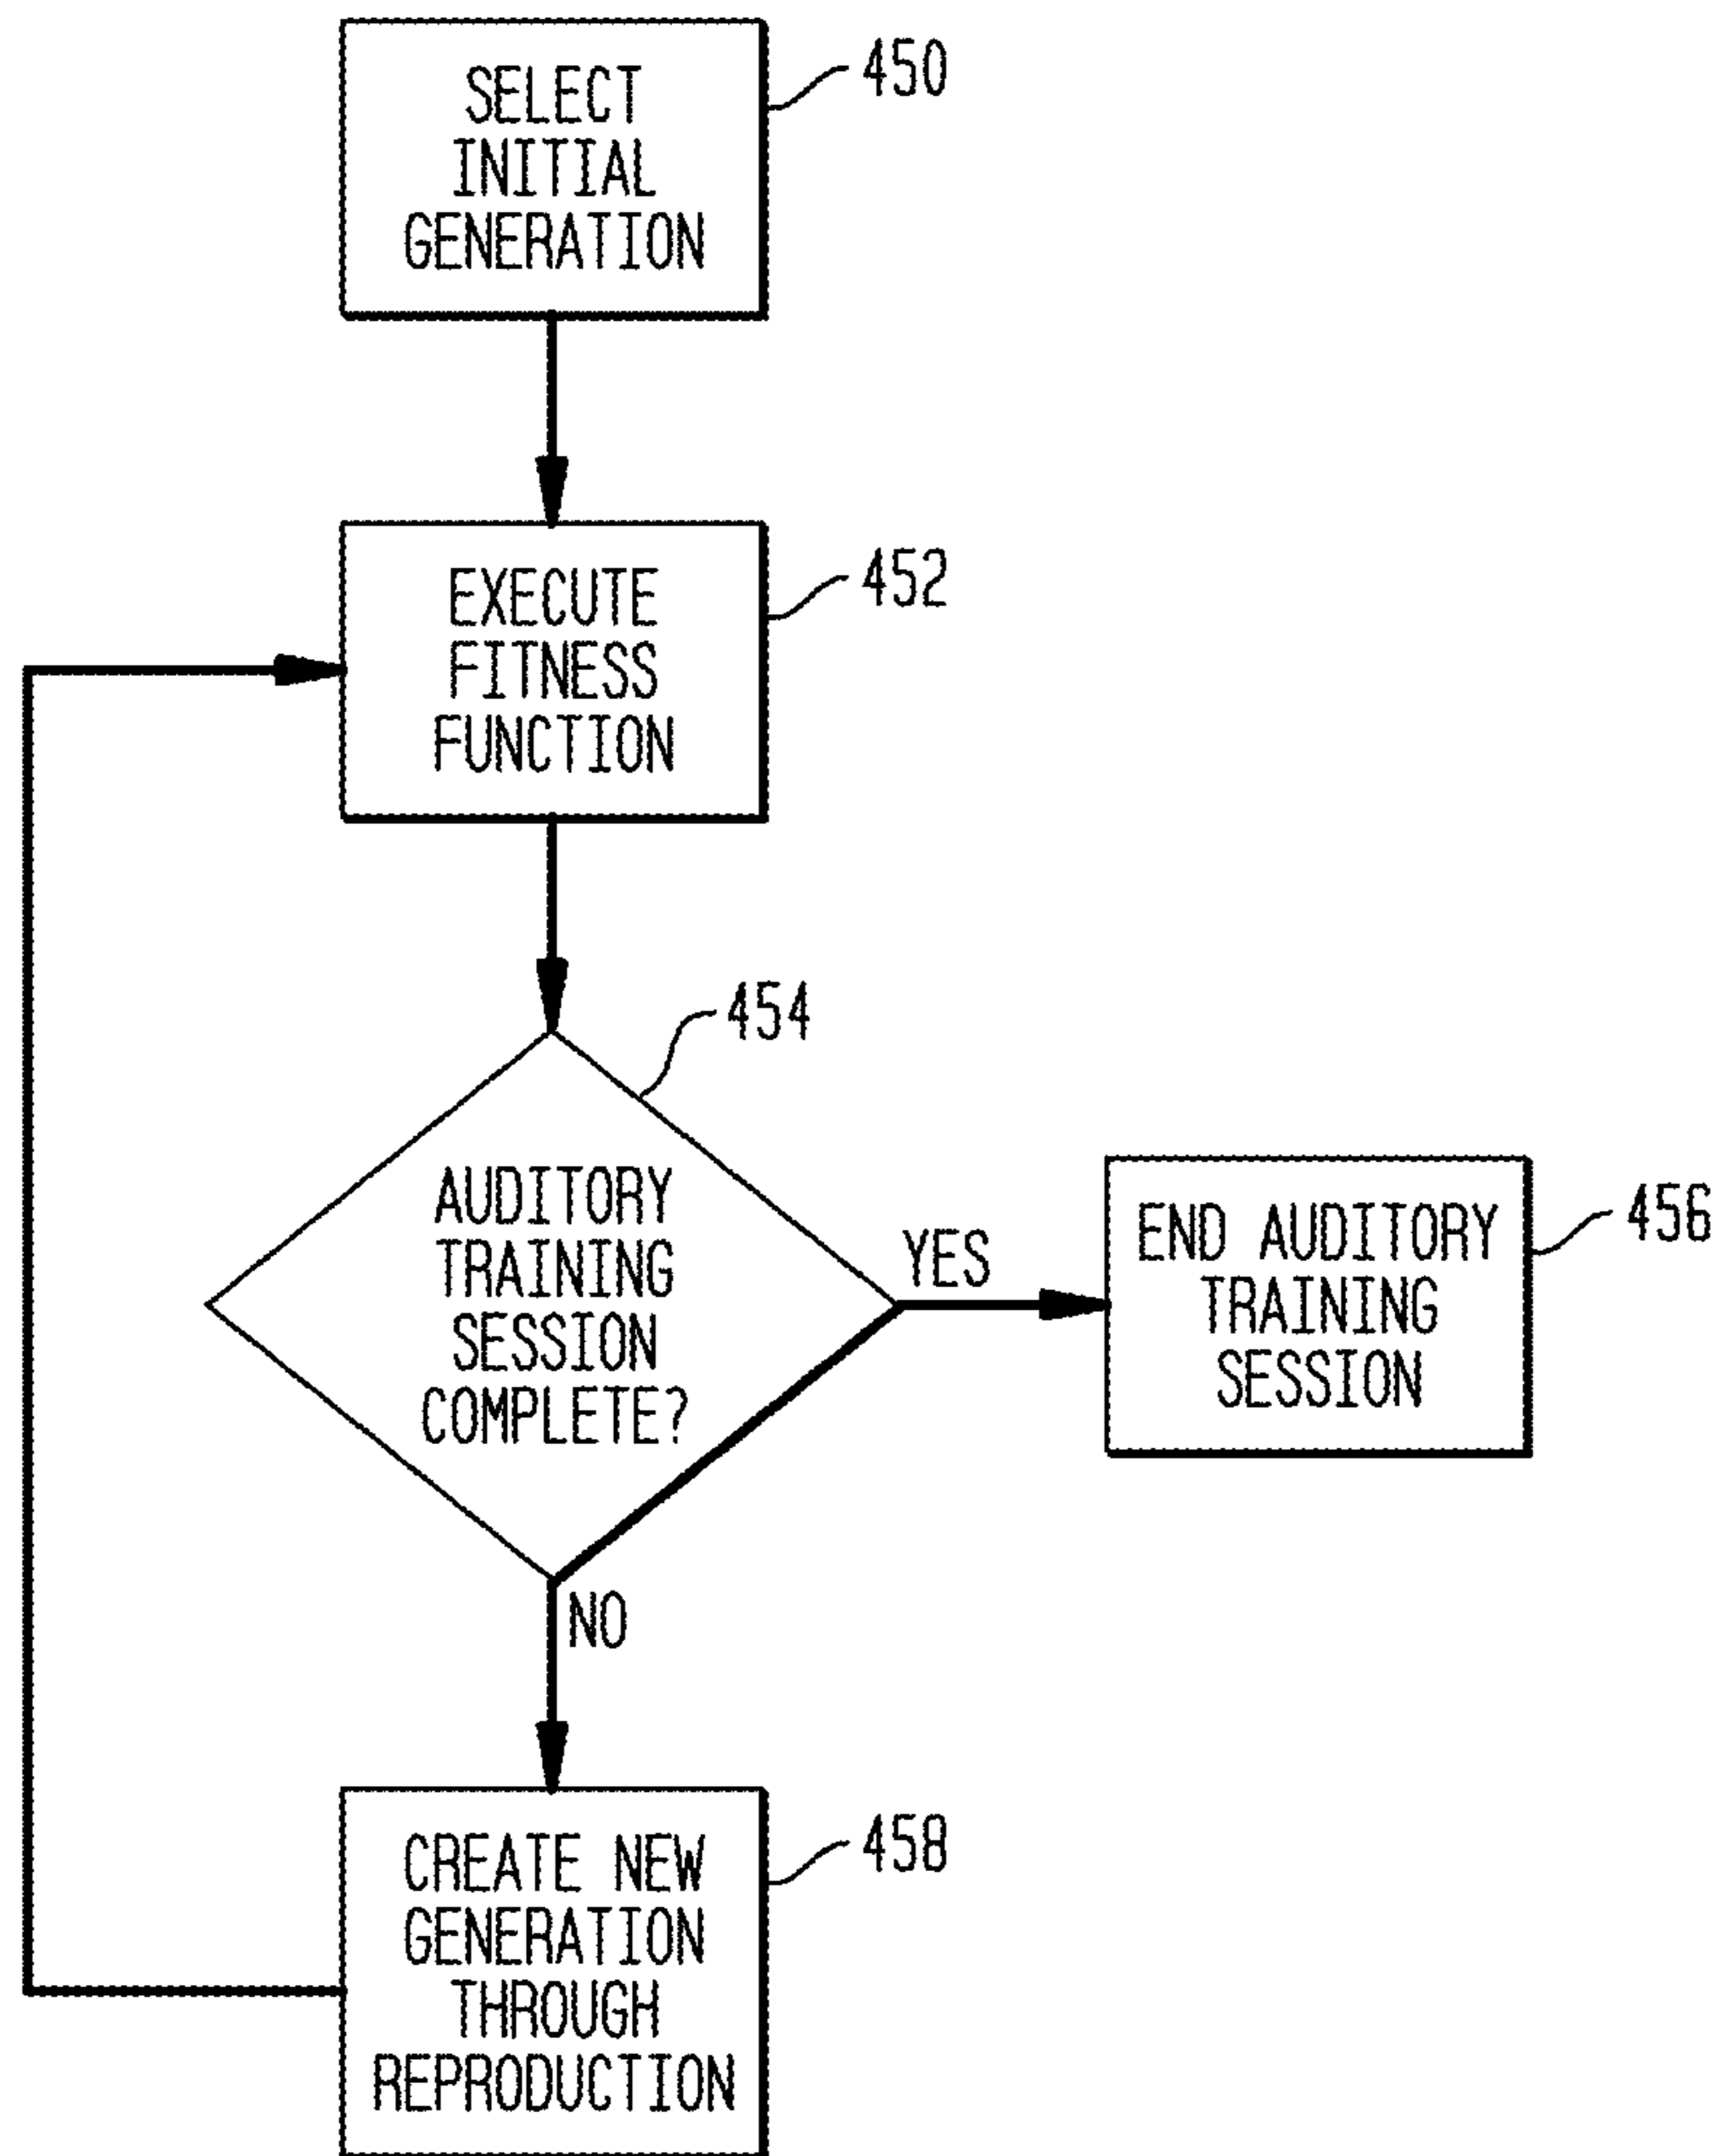 SELECT
INITIAL
GENERATION
450
EXECUTE
FITNESS
FUNCTION
452
454
AUDITORY
TRAINING
SESSION
COMPLETE?
YES
END AUDITORY
TRAINING
SESSION
456
NO
CREATE NEW
GENERATION
THROUGH
REPRODUCTION
458